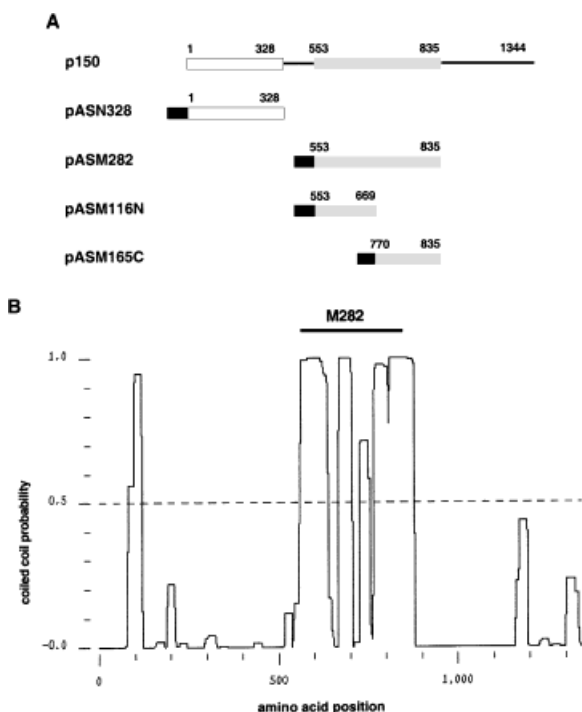 A
1 328 553 835 1344
p150
1 328
pASN328
553 835
pASM282
553 669
pASM116N
770 835
pASM165C
B
M282
1.0
0.5
-0.0
coiled coil probability
0 500 1,000
amino acid position